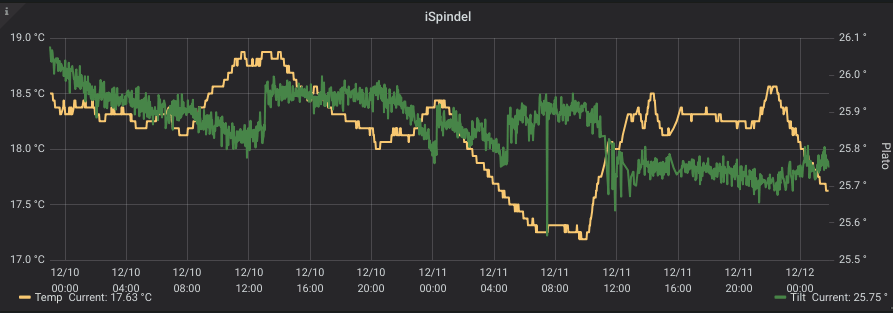 i
iSpindel
19.0 °C
18.5 °C
18.0 °C
17.5 °C
17.0 °C
26.1 °
26.0 °
25.9 °
25.8 °
25.7 °
25.6 °
25.5 °
Plato
12/10 00:00
12/10 04:00
12/10 08:00
12/10 12:00
12/10 16:00
12/10 20:00
12/11 00:00
12/11 04:00
12/11 08:00
12/11 12:00
12/11 16:00
12/11 20:00
12/12 00:00
Temp Current: 17.63 °C
Tilt Current: 25.75 °